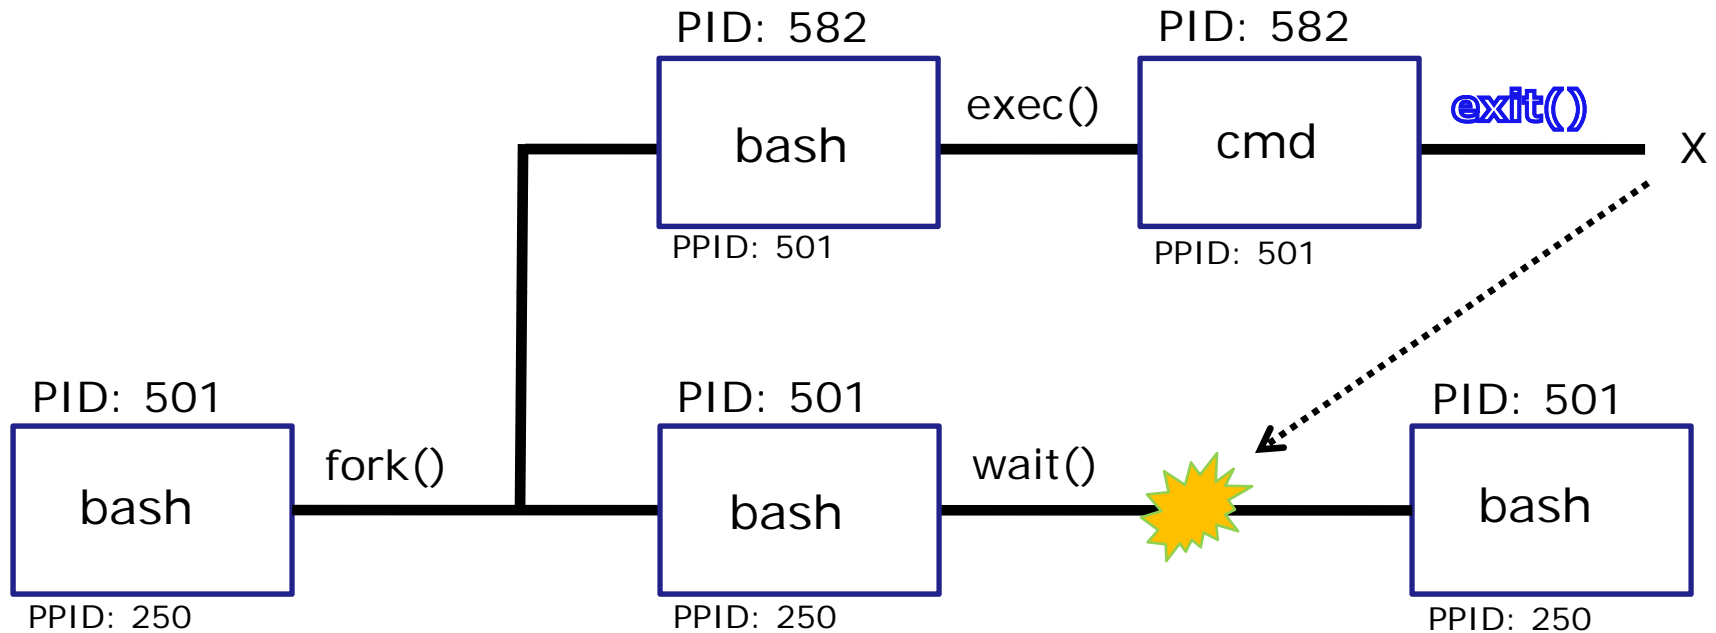 PID: 582
bash
PPID: 501
exec()
PID: 582
cmd
PPID: 501
exit()
X
PID: 501
bash
PPID: 250
fork()
PID: 501
bash
PPID: 250
wait()
PID: 501
bash
PPID: 250